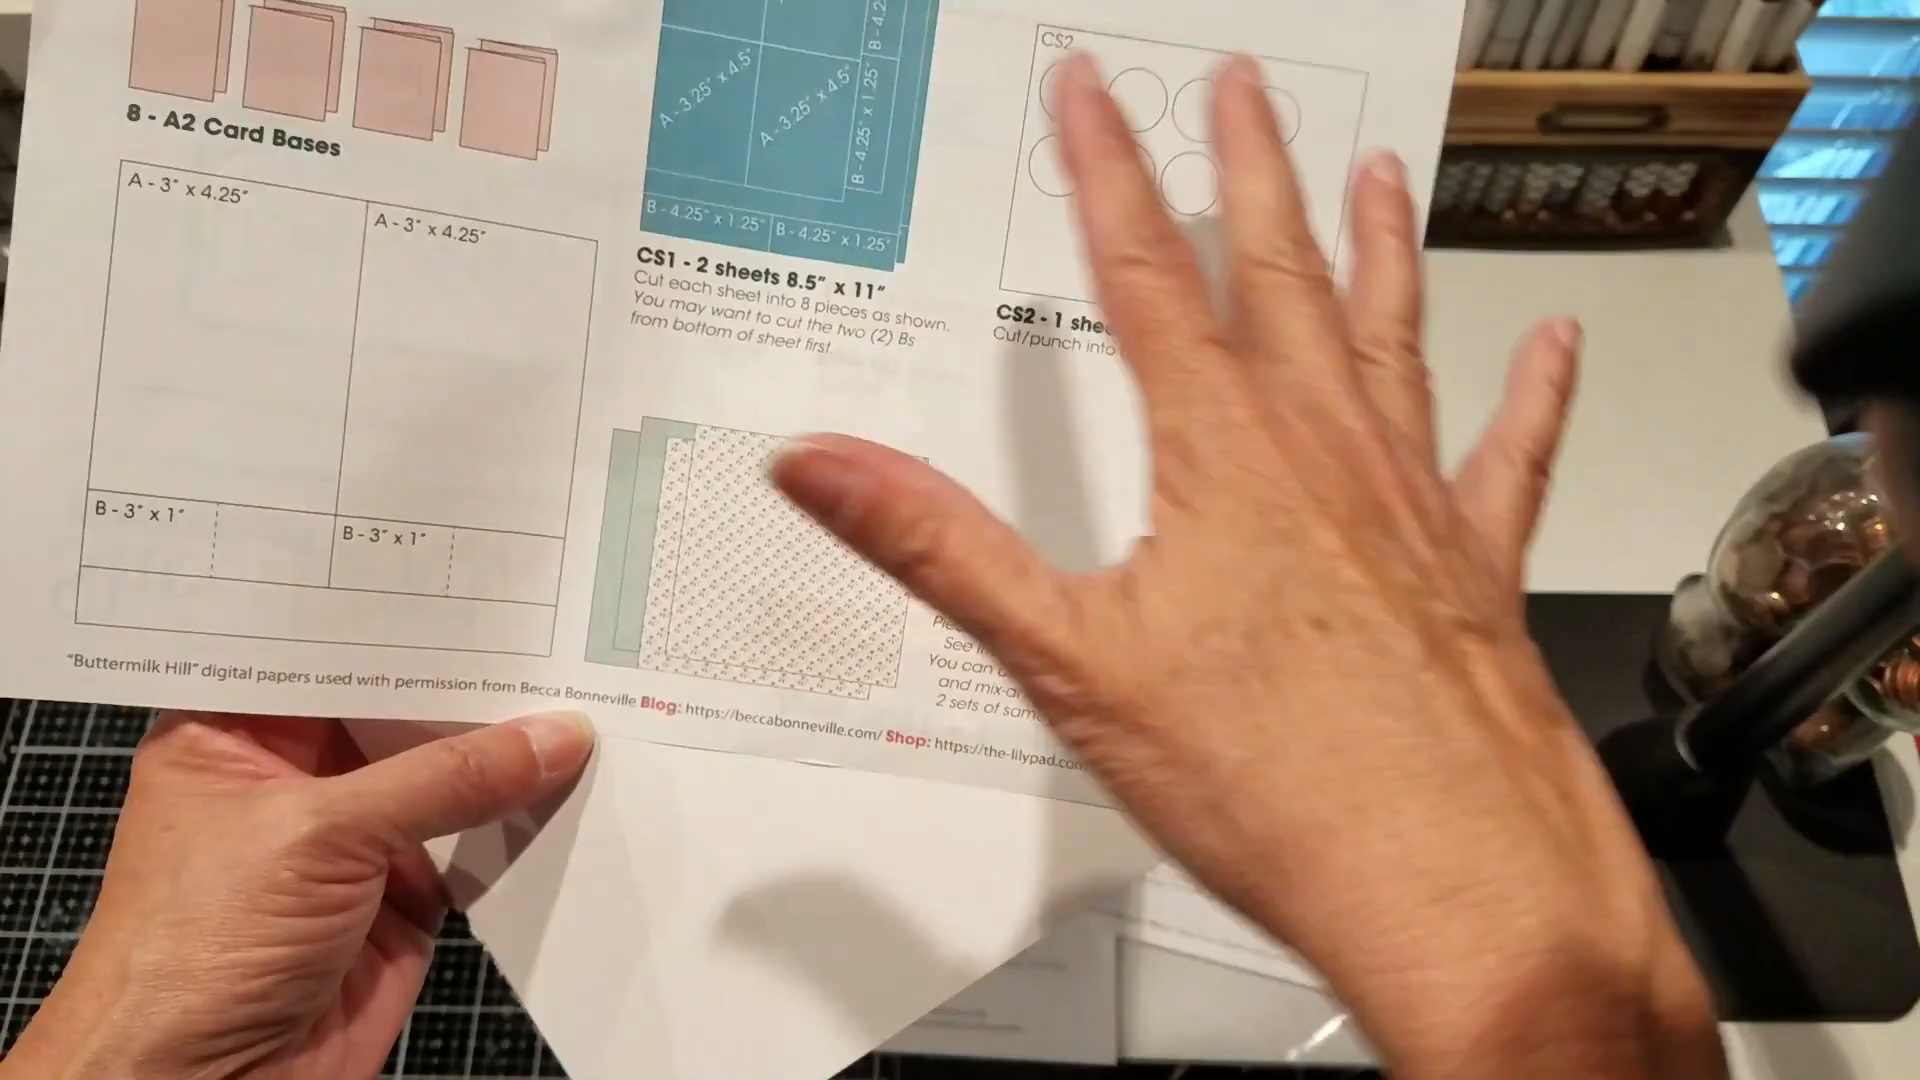 8 - A2 Card Bases
A - 3" x 4.25"
A - 3" x 4.25"
B - 3" x 1"
B - 3" x 1"
A - 3.25" x 4.5"
A - 3.25" x 4.5"
B - 4.2
B - 4.25" x 1.25"
B - 4.25" x 1.25"
B - 4.25" x 1.25"
CS1 - 2 sheets 8.5" x 11"
Cut each sheet into 8 pieces as shown.
You may want to cut the two (2) Bs
from bottom of sheet first.
CS2
CS2 - 1 shee
Cut/punch into
See
You can
and mix-a
2 sets of same
"Buttermilk Hill" digital papers used with permission from Becca Bonneville Blog: https://beccabonneville.com/ Shop: https://the-lilypad.com